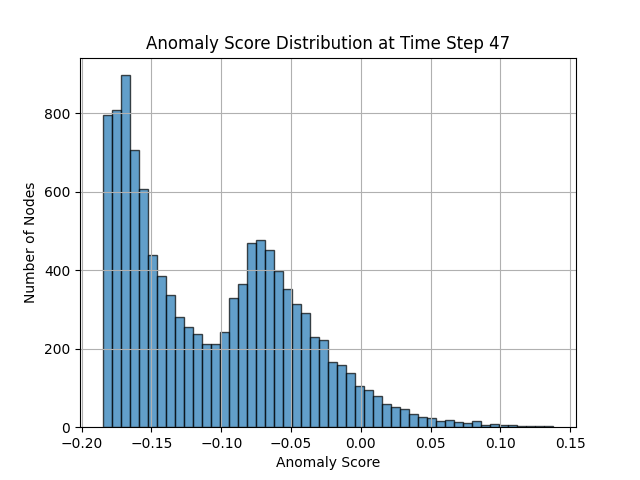 Anomaly Score Distribution at Time Step 47
Number of Nodes
800
600
400
200
0
−0.20 −0.15 −0.10 −0.05 0.00 0.05 0.10 0.15
Anomaly Score